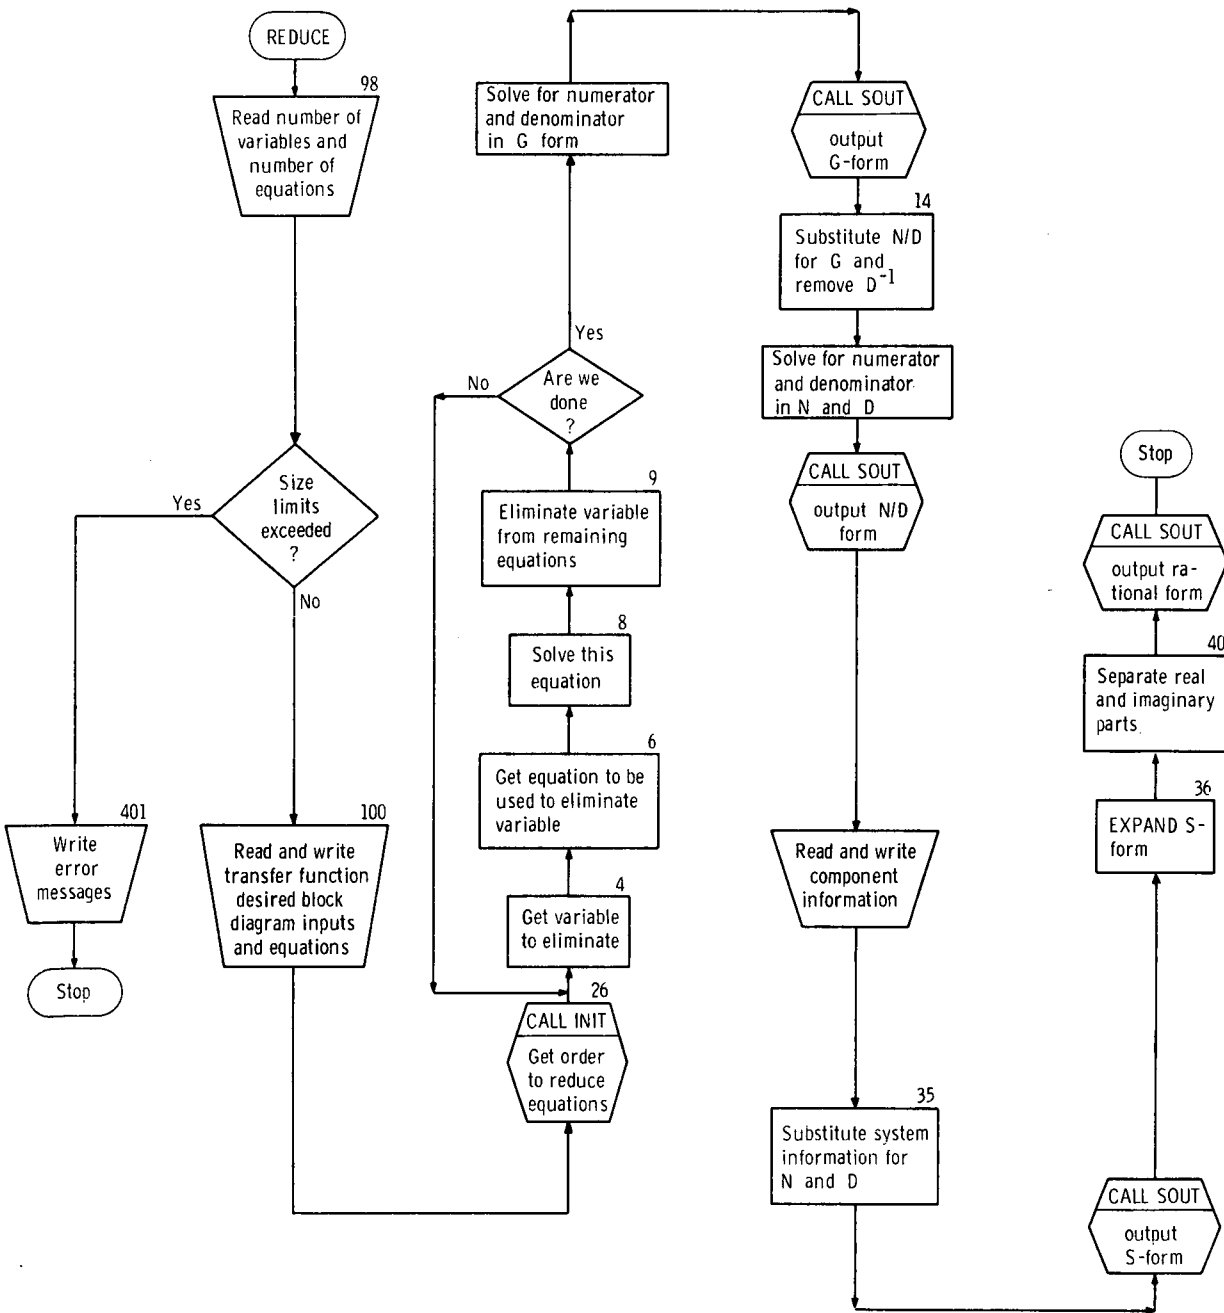 REDUCE
98
Read number of
variables and
number of
equations
Size
limits
exceeded
?
Yes
No
401
Write
error
messages
Stop
100
Read and write
transfer function
desired block
diagram inputs
and equations
26
CALL INIT
Get order
to reduce
equations
4
Get variable
to eliminate
6
Get equation to be
used to eliminate
variable
8
Solve this
equation
9
Eliminate variable
from remaining
equations
Are we
done
?
No
Yes
Solve for numerator
and denominator
in G form
CALL SOUT
output
G-form
14
Substitute N/D
for G and
remove D⁻¹
Solve for numerator
and denominator
in N and D
CALL SOUT
output N/D
form
Read and write
component
information
35
Substitute system
information for
N and D
CALL SOUT
output
S-form
36
EXPAND S-
form
40
Separate real
and imaginary
parts
CALL SOUT
output ra-
tional form
Stop